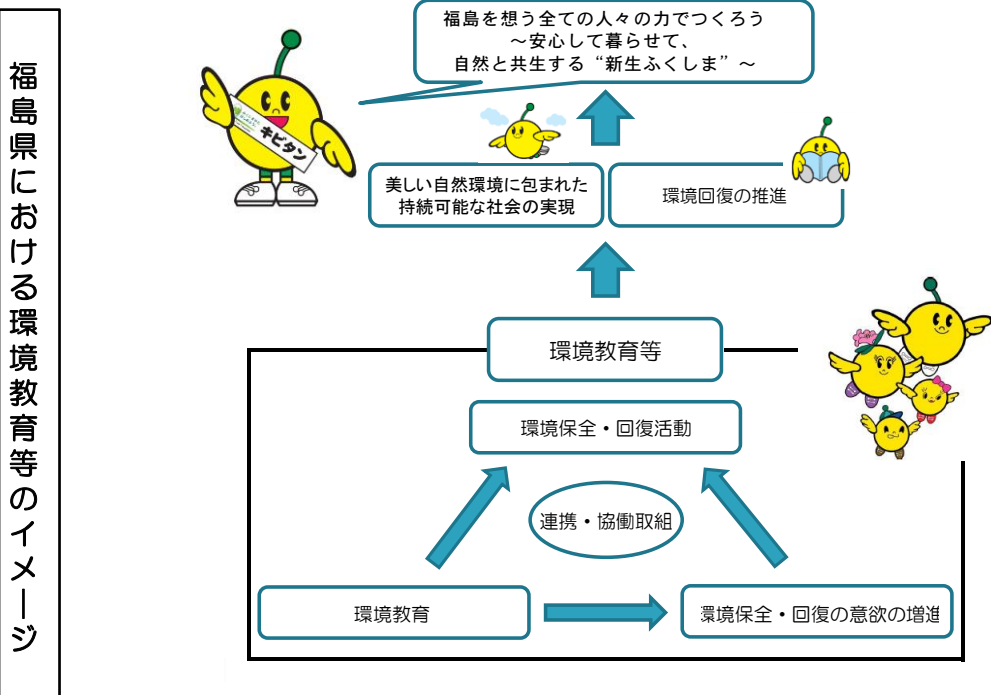 福島県における環境教育等のイメージ
福島を想う全ての人々の力でつくろう
～安心して暮らせて、
自然と共生する“新生ふくしま”～
キビタン
美しい自然環境に包まれた
持続可能な社会の実現
環境回復の推進
環境教育等
環境保全・回復活動
連携・協働取組
環境教育
環境保全・回復の意欲の増進